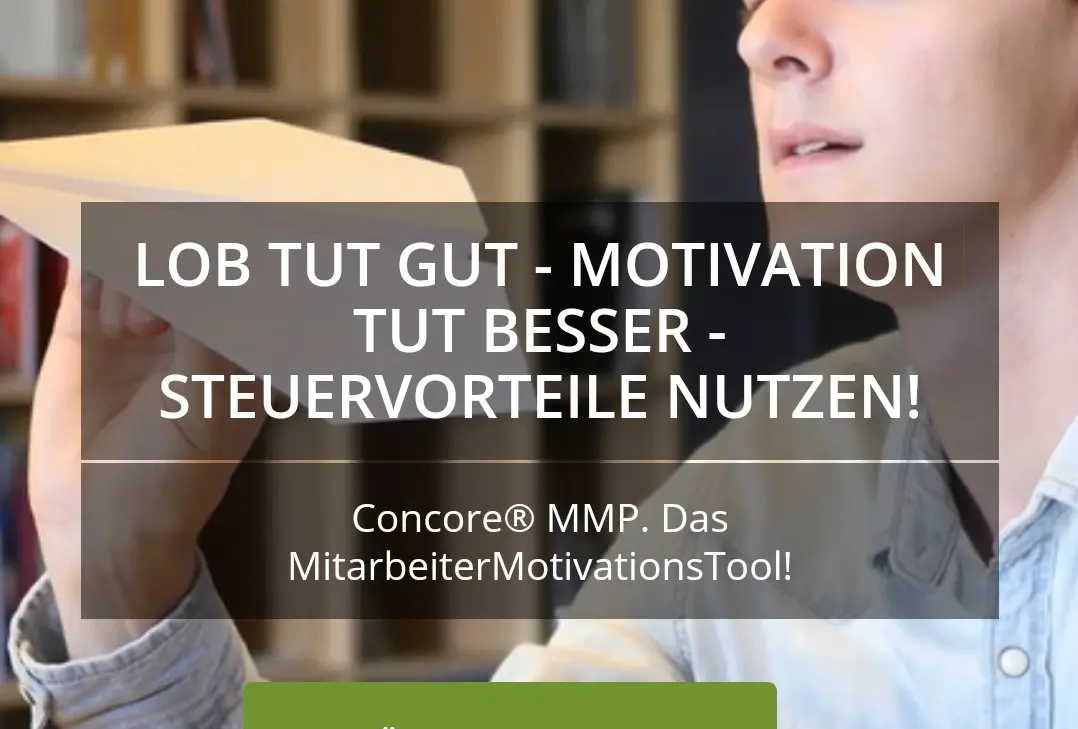 LOB TUT GUT - MOTIVATION
TUT BESSER -
STEUERVORTEILE NUTZEN!
Concore® MMP. Das
MitarbeiterMotivationsTool!